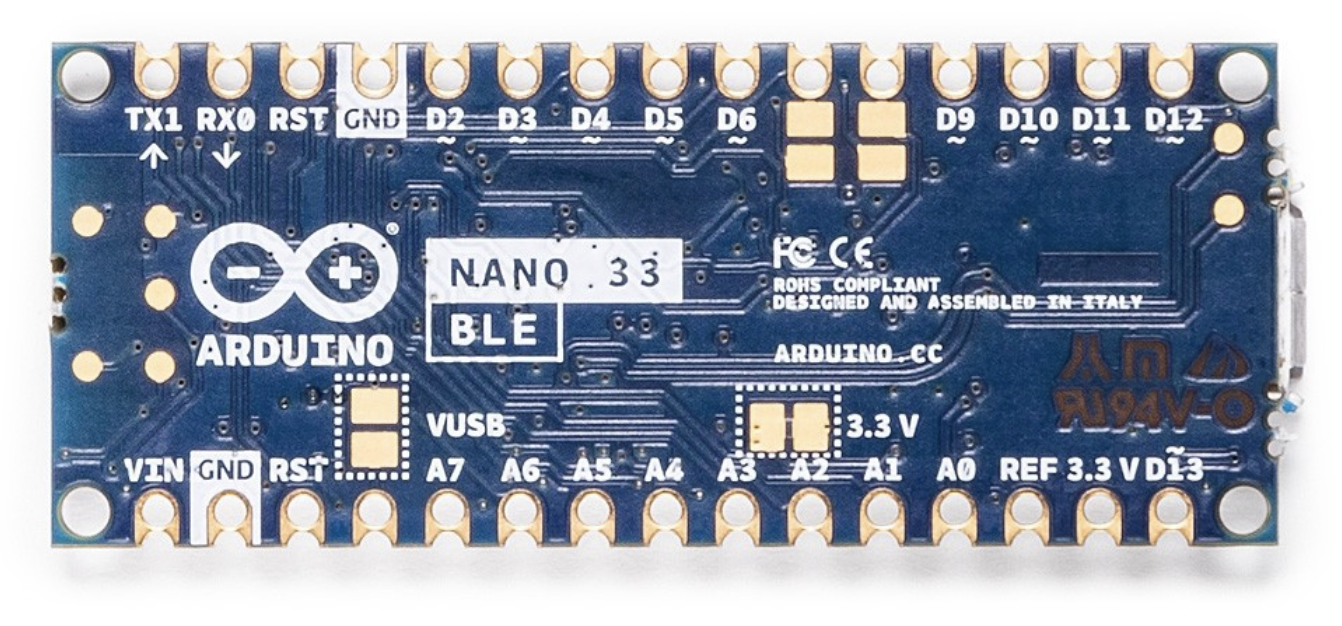 TX1 RX0 RST GND D2 D3 D4 D5 D6 D9 D10 D11 D12
~ ~ ~ ~ ~ ~ ~ ~ ~
↑ ↓
ARDUINO
®
NANO 33
BLE
FC CE
ROHS COMPLIANT
DESIGNED AND ASSEMBLED IN ITALY
ARDUINO.CC
94V-0
VUSB
3.3 V
~
VIN GND RST A7 A6 A5 A4 A3 A2 A1 A0 REF 3.3 V D13